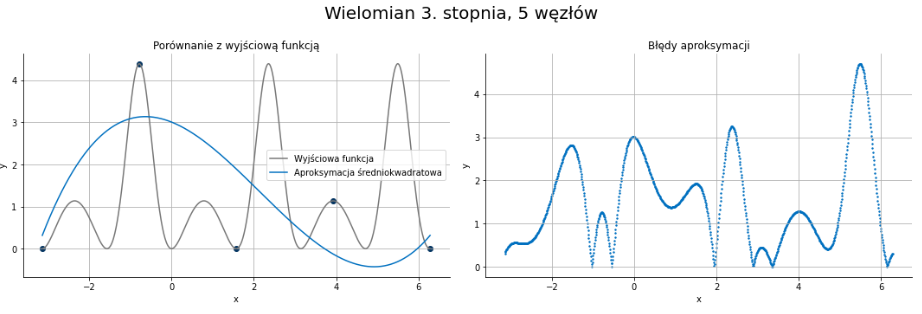 Wielomian 3. stopnia, 5 węzłów
Porównanie z wyjściową funkcją
y
4
3
2
1
0
−2
0
2
4
6
x
Wyjściowa funkcja
Aproksymacja średniokwadratowa
Błędy aproksymacji
y
4
3
2
1
0
−2
0
2
4
6
x